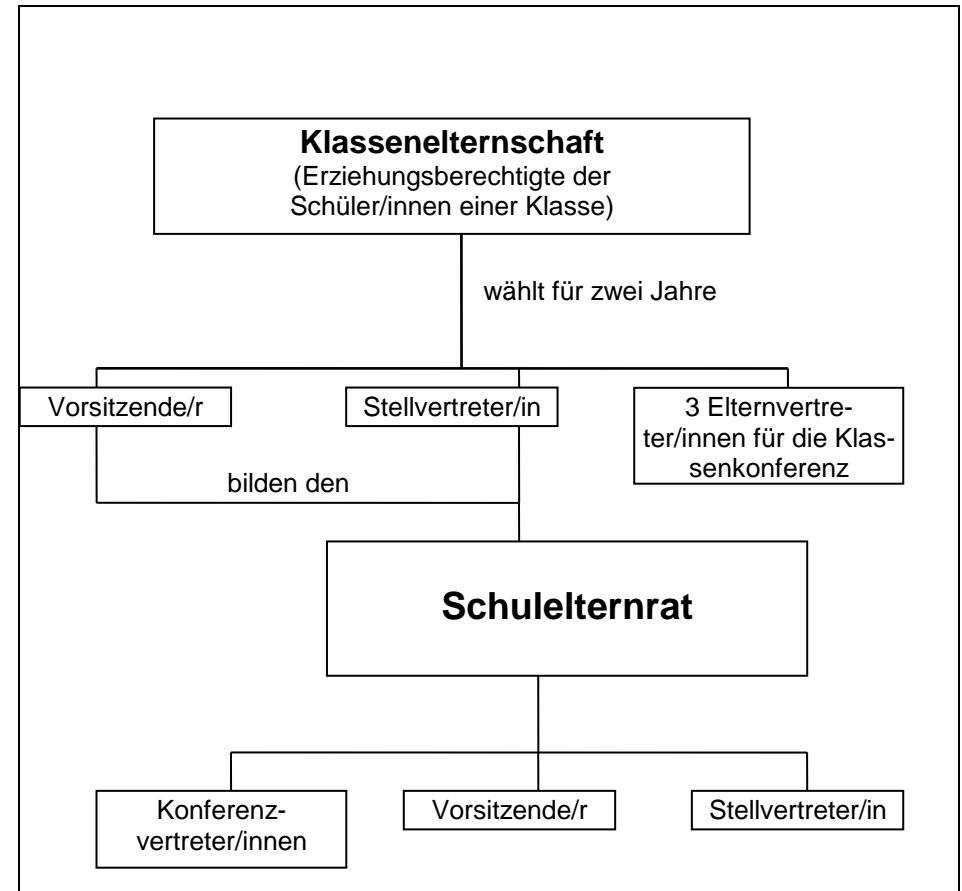 Klassenelternschaft
(Erziehungsberechtigte der
Schüler/innen einer Klasse)
wählt für zwei Jahre
Vorsitzende/r
Stellvertreter/in
3 Elternvertre-
ter/innen für die Klas-
senkonferenz
bilden den
Schulelternrat
Konferenz-
vertreter/innen
Vorsitzende/r
Stellvertreter/in